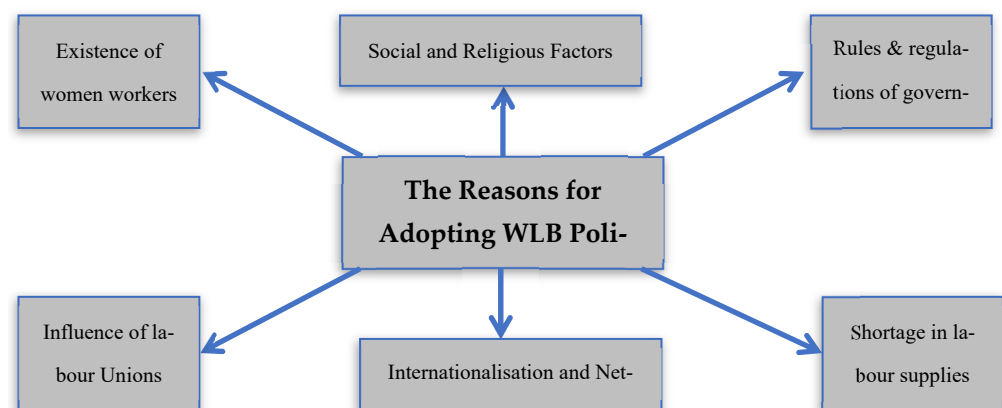 Existence of
women workers
Social and Religious Factors
Rules & regula-
tions of govern-
The Reasons for
Adopting WLB Poli-
Influence of la-
bour Unions
Internationalisation and Net-
Shortage in la-
bour supplies